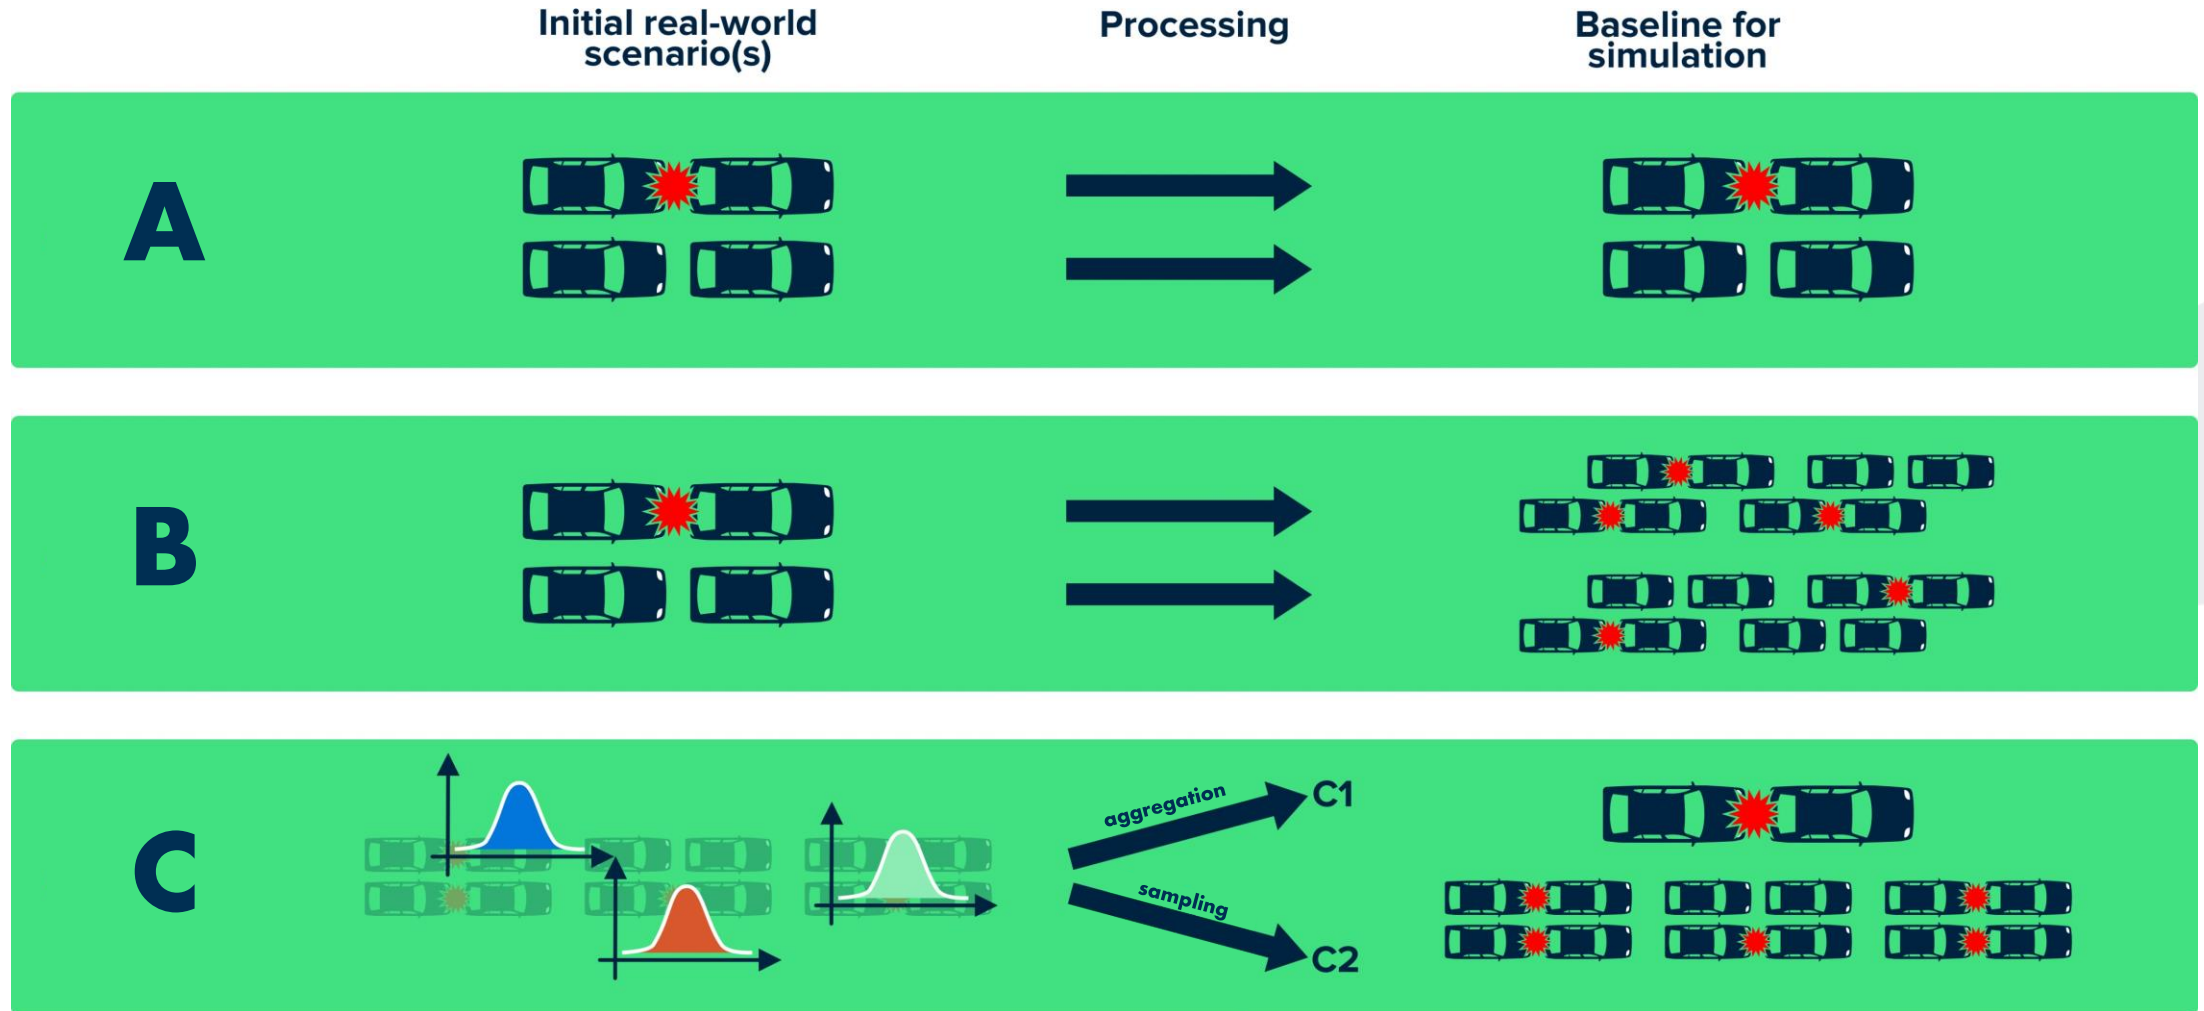 Initial real-world
scenario(s)
Processing
Baseline for
simulation
A
B
C
aggregation
C1
sampling
C2